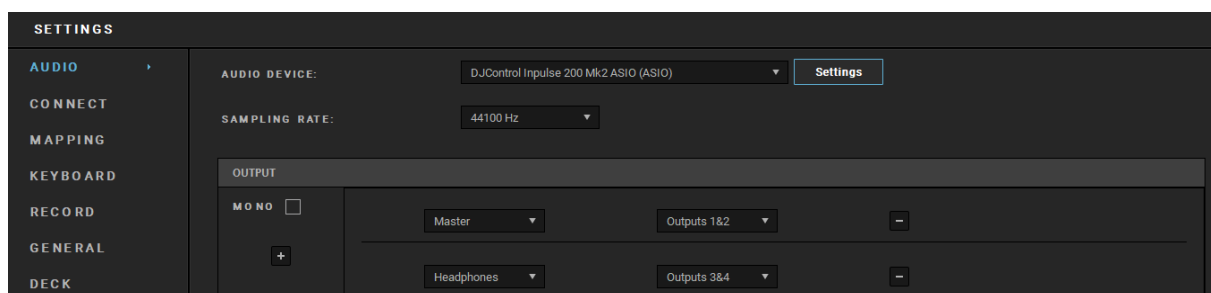 SETTINGS
AUDIO
CONNECT
MAPPING
KEYBOARD
RECORD
GENERAL
DECK
AUDIO DEVICE:
DJControl Inpulse 200 Mk2 ASIO (ASIO)
Settings
SAMPLING RATE:
44100 Hz
OUTPUT
MONO
Master
Outputs 1&2
Headphones
Outputs 3&4